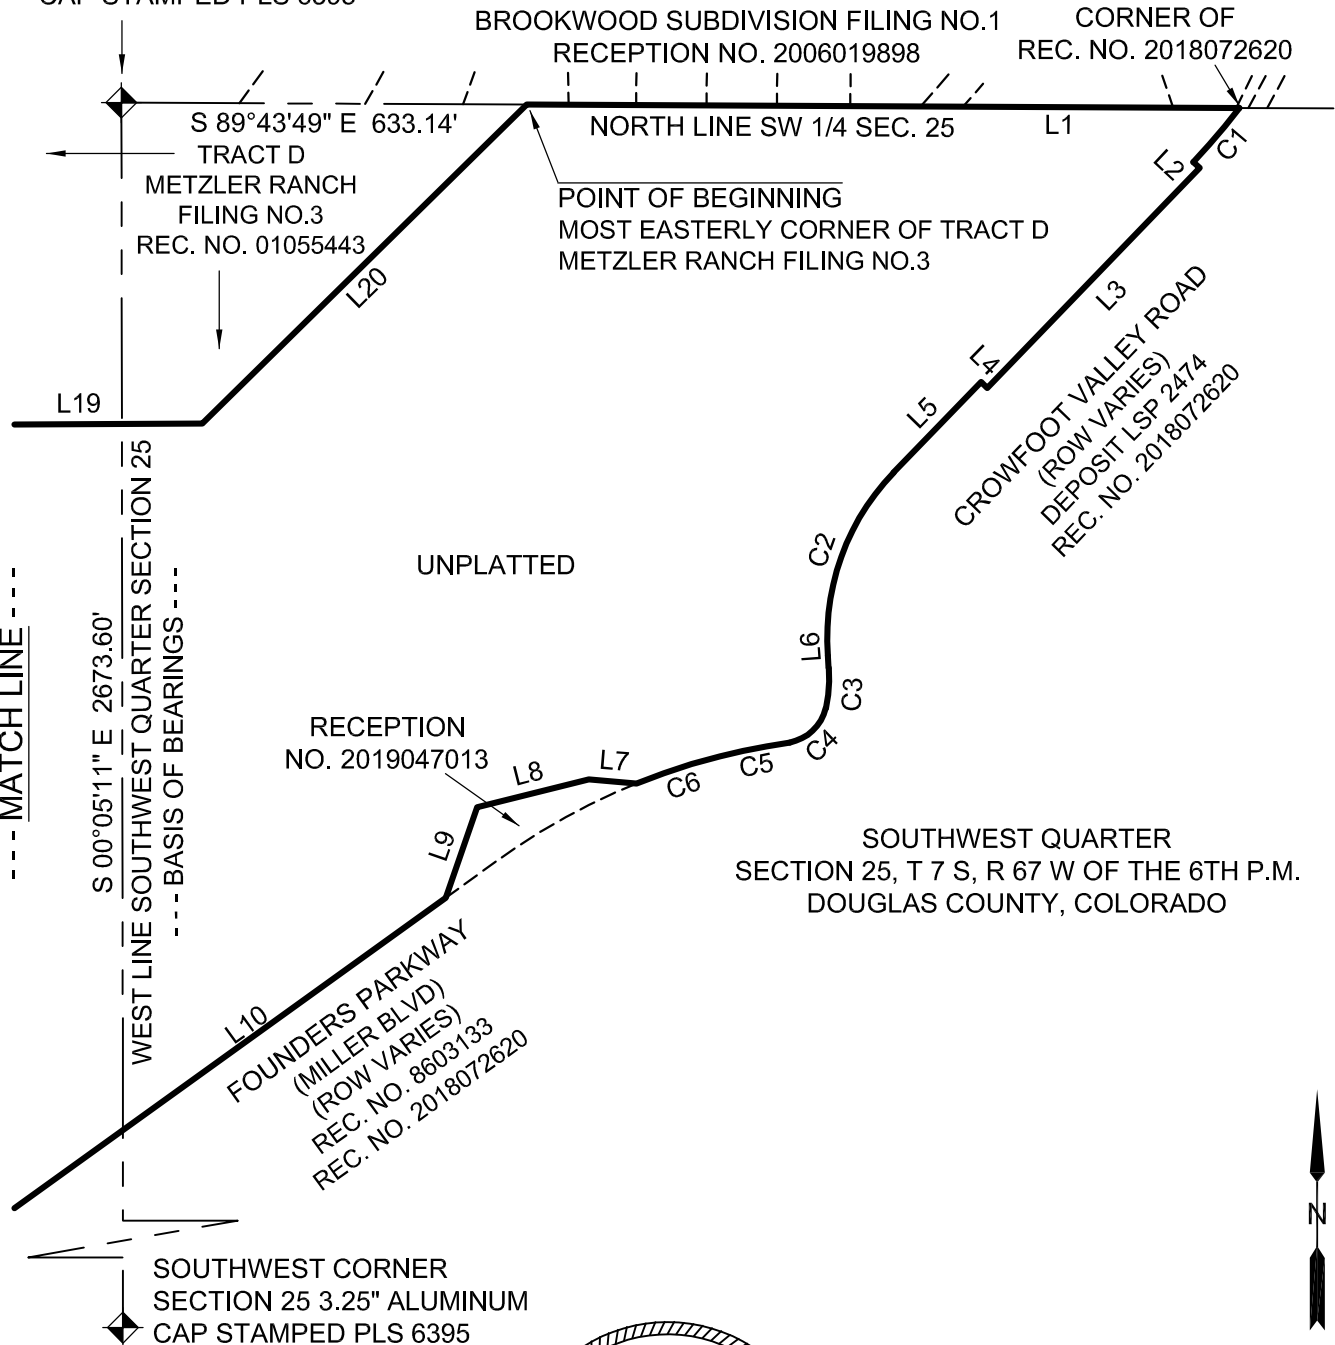 BROOKWOOD SUBDIVISION FILING NO.1
RECEPTION NO. 2006019898
CORNER OF
REC. NO. 2018072620
S 89°43'49" E 633.14'
NORTH LINE SW 1/4 SEC. 25
L1
C1
L2
TRACT D
METZLER RANCH
FILING NO.3
REC. NO. 01055443
POINT OF BEGINNING
MOST EASTERLY CORNER OF TRACT D
METZLER RANCH FILING NO.3
L20
L3
L4
L5
CROWFOOT VALLEY ROAD
(ROW VARIES)
DEPOSIT LSP 2474
REC. NO. 2018072620
L19
UNPLATTED
C2
L6
C3
C4
C5
C6
L7
L8
L9
RECEPTION
NO. 2019047013
MATCH LINE
S 00°05'11" E 2673.60'
WEST LINE SOUTHWEST QUARTER SECTION 25
BASIS OF BEARINGS
SOUTHWEST QUARTER
SECTION 25, T 7 S, R 67 W OF THE 6TH P.M.
DOUGLAS COUNTY, COLORADO
L10
FOUNDERS PARKWAY
(MILLER BLVD)
(ROW VARIES)
REC. NO. 8603133
REC. NO. 2018072620
N
SOUTHWEST CORNER
SECTION 25 3.25" ALUMINUM
CAP STAMPED PLS 6395